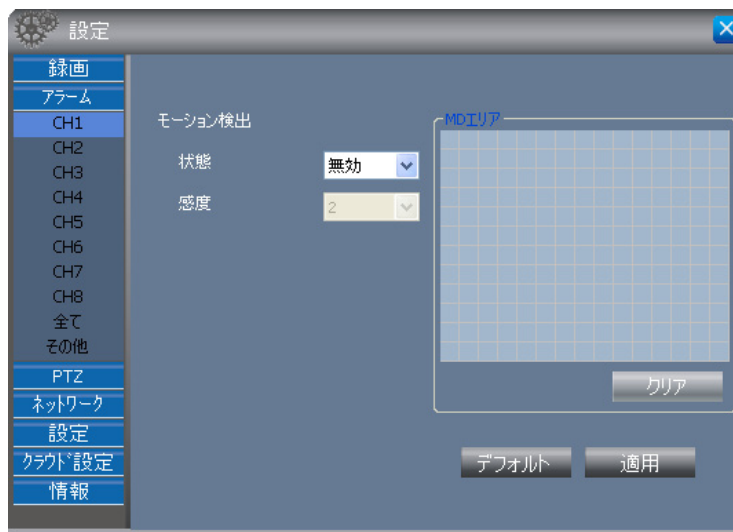 設定
録画
アラーム
CH1
CH2
CH3
CH4
CH5
CH6
CH7
CH8
全て
その他
PTZ
ネットワーク
設定
クラウド設定
情報
モーション検出
状態
無効
感度
2
MDエリア
クリア
デフォルト
適用